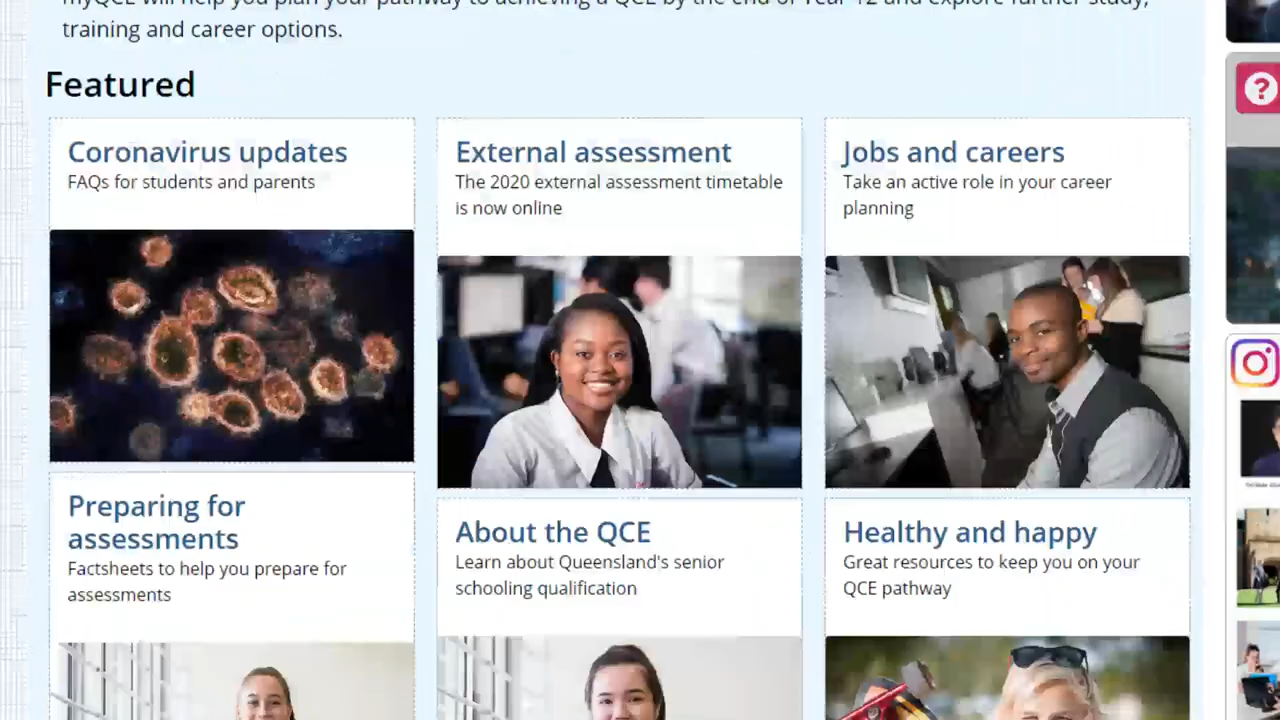 myQCE will help you plan your pathway to achieving a QCE by the end of Year 12 and explore further study,
training and career options.
Featured
Coronavirus updates
FAQs for students and parents
External assessment
The 2020 external assessment timetable
is now online
Jobs and careers
Take an active role in your career
planning
Preparing for
assessments
Factsheets to help you prepare for
assessments
About the QCE
Learn about Queensland's senior
schooling qualification
Healthy and happy
Great resources to keep you on your
QCE pathway
?